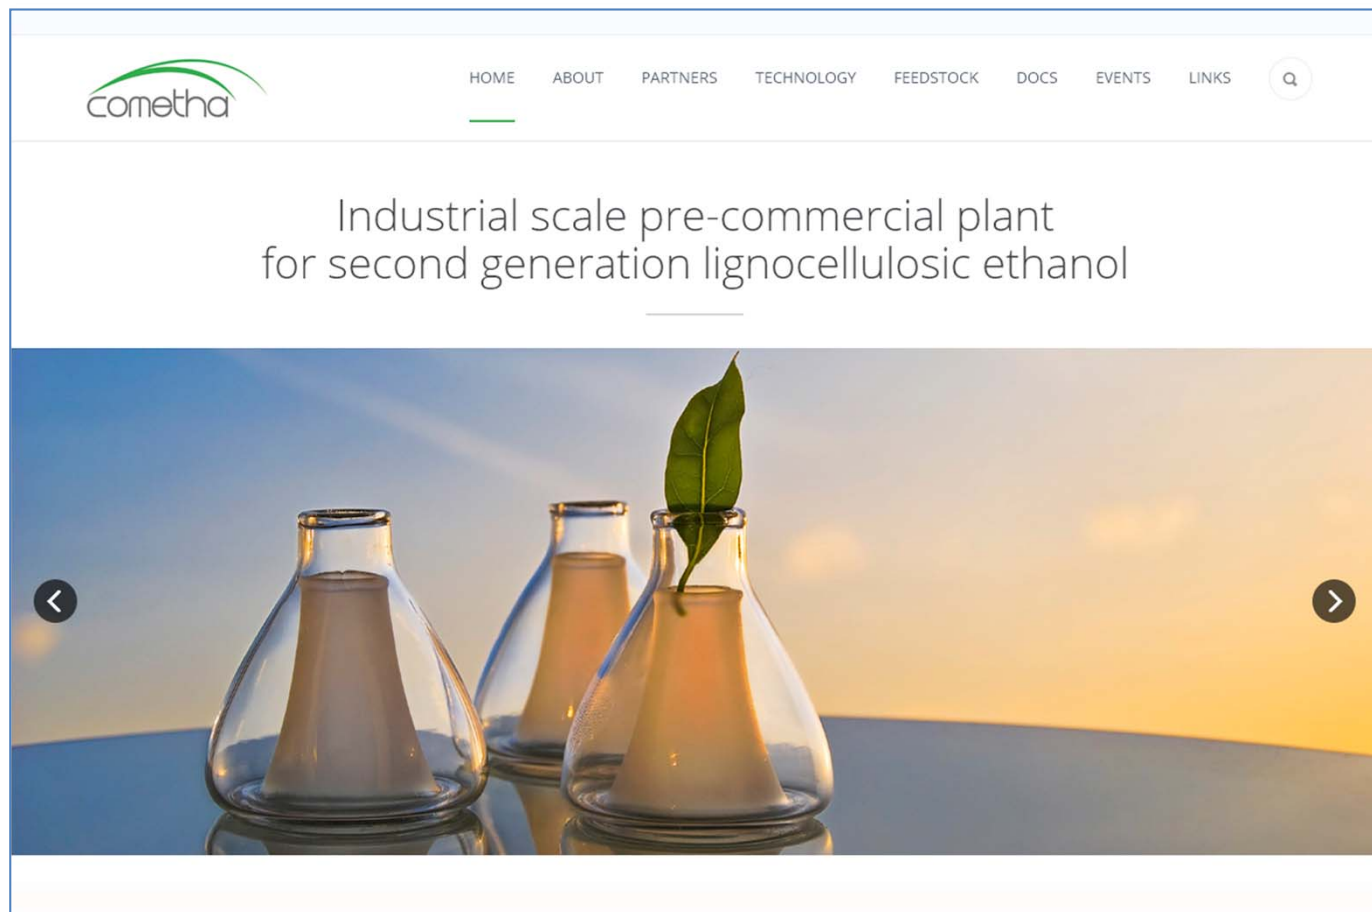 cometha
HOME ABOUT PARTNERS TECHNOLOGY FEEDSTOCK DOCS EVENTS LINKS
Industrial scale pre-commercial plant
for second generation lignocellulosic ethanol